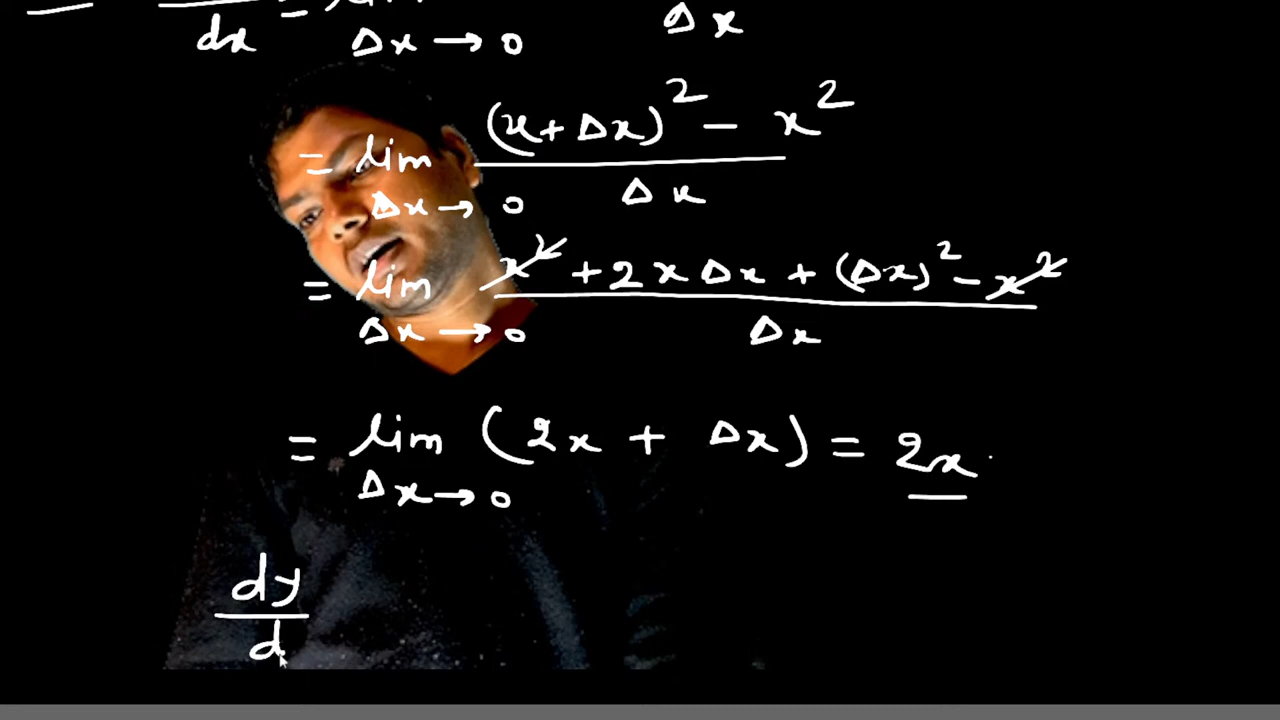 dx = lim Δx→0 Δx
= lim Δx→0 ((x+Δx)² − x²) / Δx
= lim Δx→0 (x² + 2xΔx + (Δx)² − x²) / Δx
= lim Δx→0 (2x + Δx) = 2x
dy / d